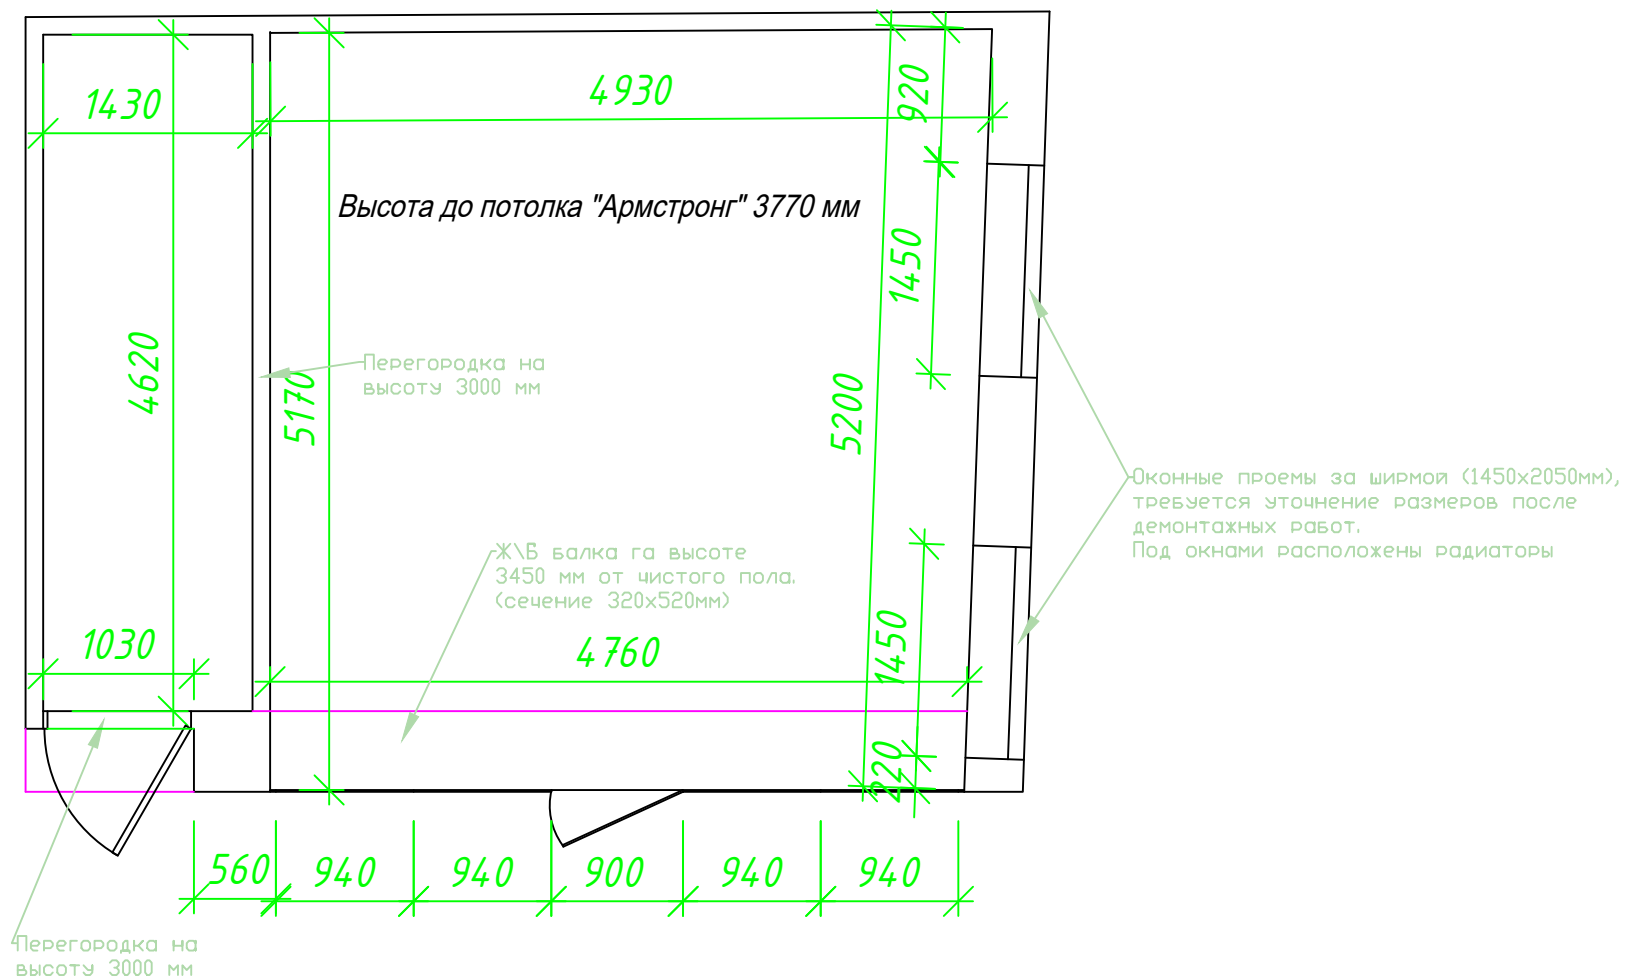 1430
4930
920
Высота до потолка "Армстронг" 3770 мм
1450
4620
Перегородка на
высоту 3000 мм
5170
5200
Оконные проемы за ширмой (1450х2050мм),
требуется уточнение размеров после
демонтажных работ.
Под окнами расположены радиаторы
Ж\Б балка га высоте
3450 мм от чистого пола.
(сечение 320х520мм)
1030
4760
1450
220
560
940
940
900
940
940
Перегородка на
высоту 3000 мм